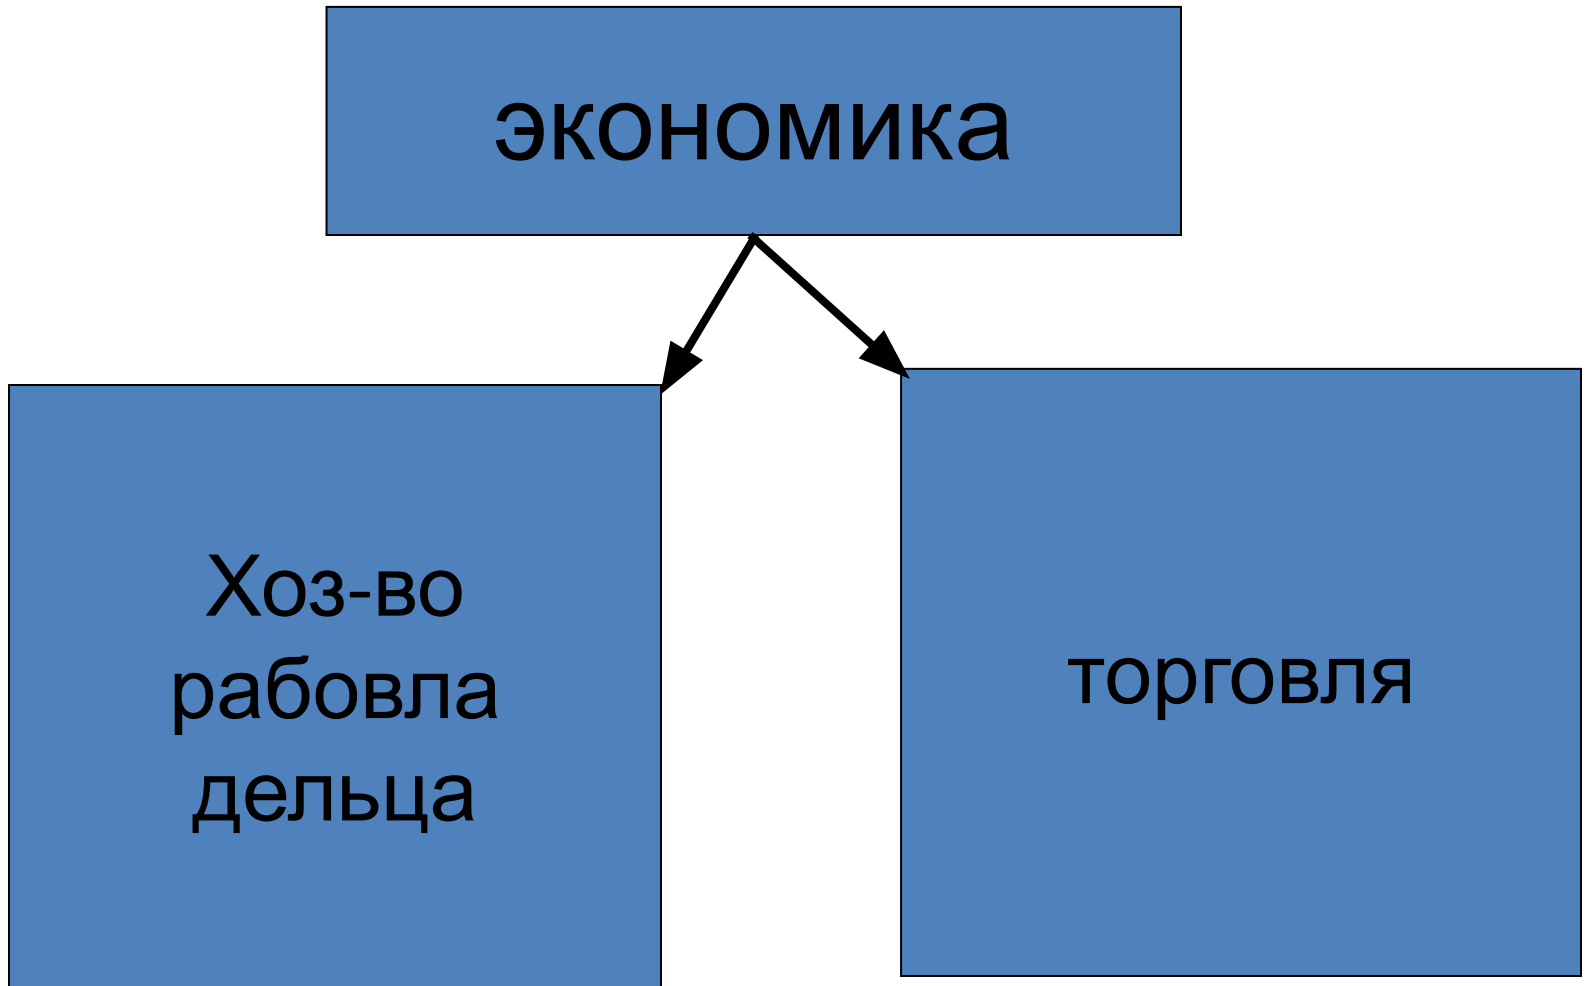 экономика
Хоз-во
рабовла
дельца
торговля